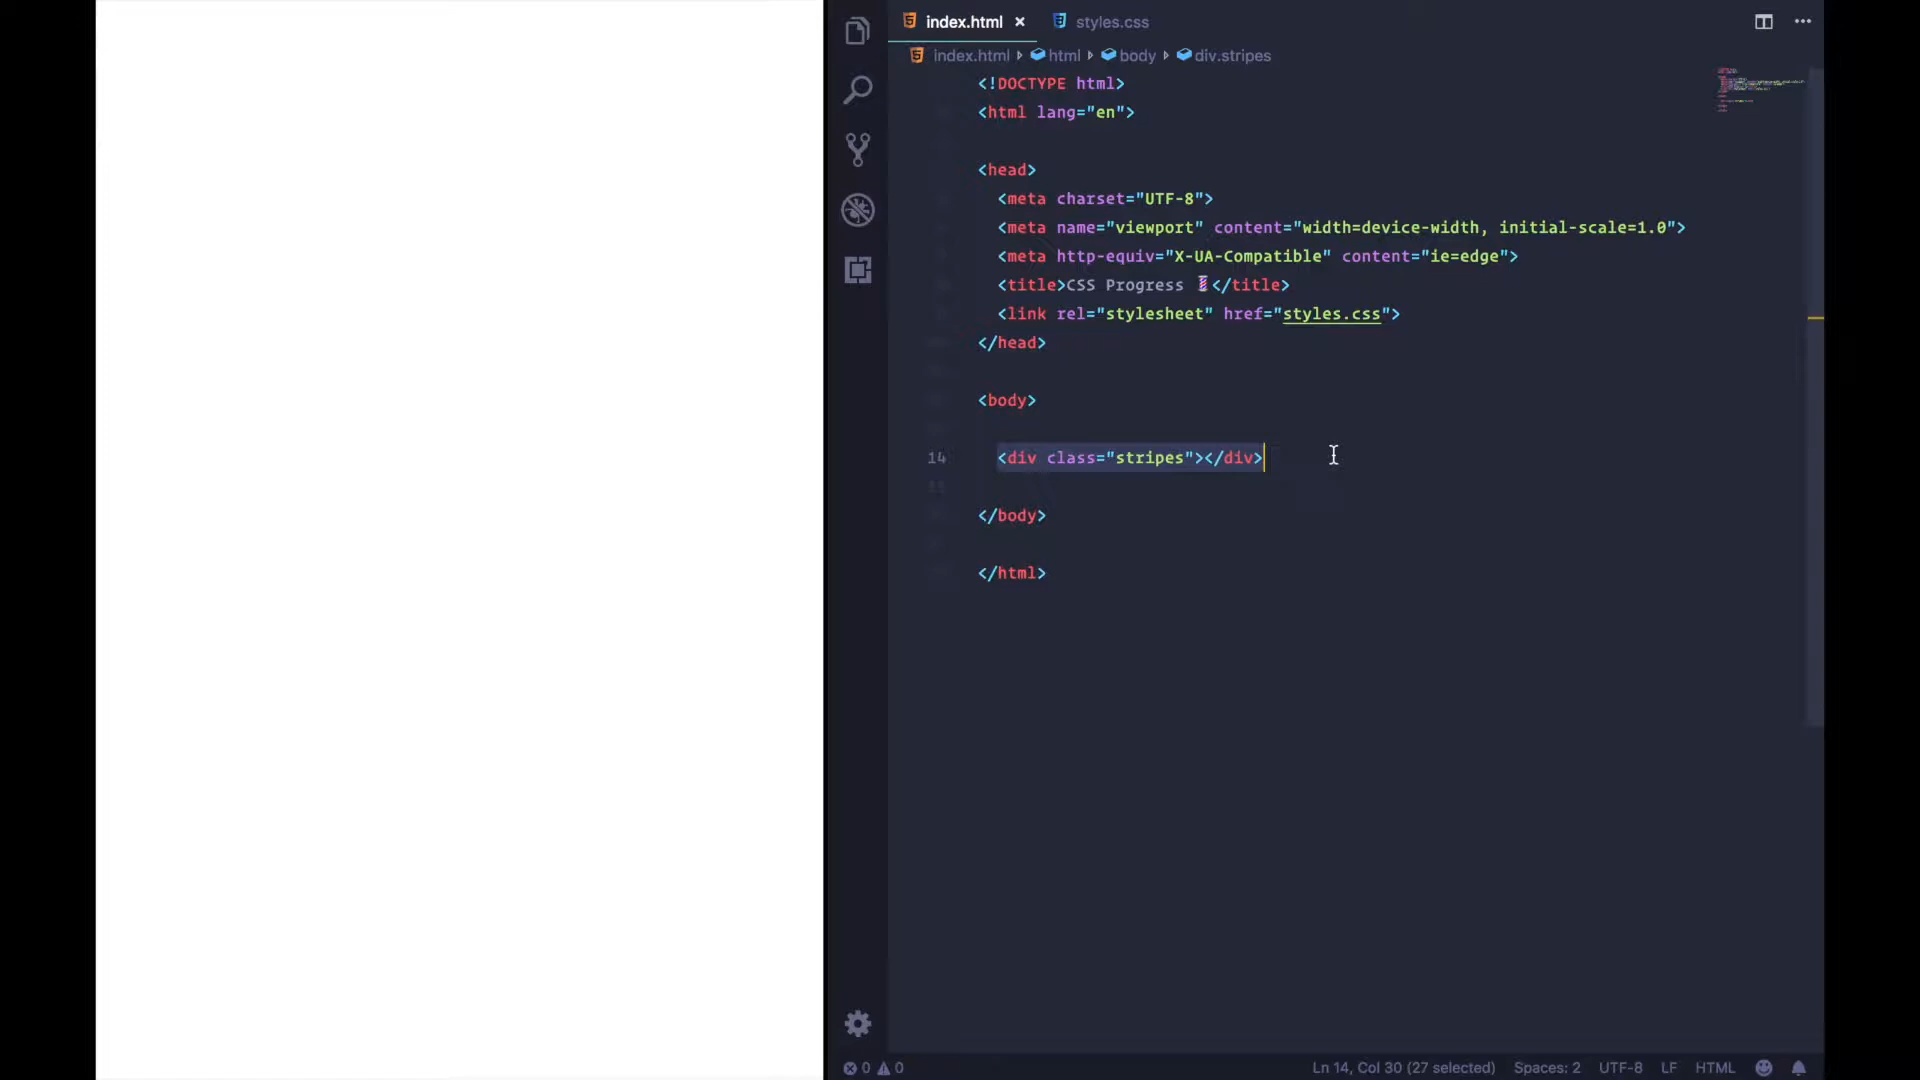 index.html × styles.css
index.html html body div.stripes
<!DOCTYPE html>
<html lang="en">
<head>
<meta charset="UTF-8">
<meta name="viewport" content="width=device-width, initial-scale=1.0">
<meta http-equiv="X-UA-Compatible" content="ie=edge">
<title>CSS Progress 💈</title>
<link rel="stylesheet" href="styles.css">
</head>
<body>
14 <div class="stripes"></div>
</body>
</html>
0 0 Ln 14, Col 30 (27 selected) Spaces: 2 UTF-8 LF HTML